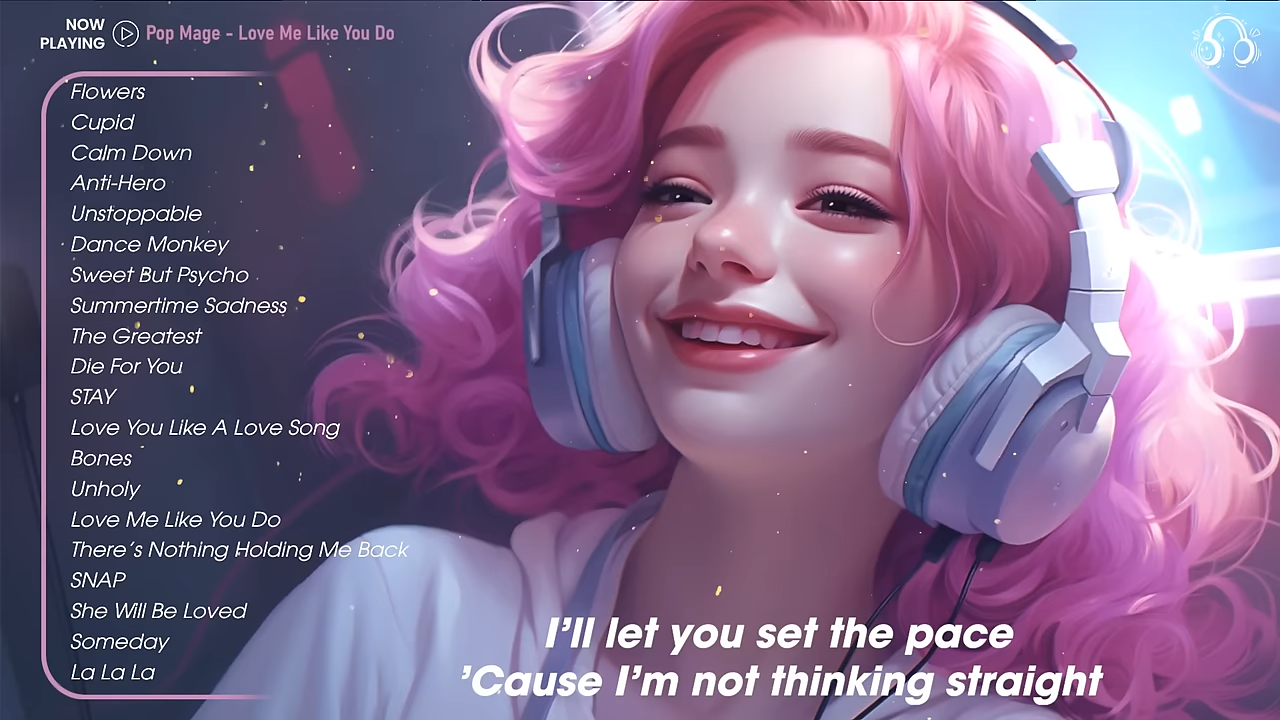 NOW
PLAYING
Pop Mage - Love Me Like You Do
Flowers
Cupid
Calm Down
Anti-Hero
Unstoppable
Dance Monkey
Sweet But Psycho
Summertime Sadness
The Greatest
Die For You
STAY
Love You Like A Love Song
Bones
Unholy
Love Me Like You Do
There´s Nothing Holding Me Back
SNAP
She Will Be Loved
Someday
La La La
I’ll let you set the pace
’Cause I’m not thinking straight